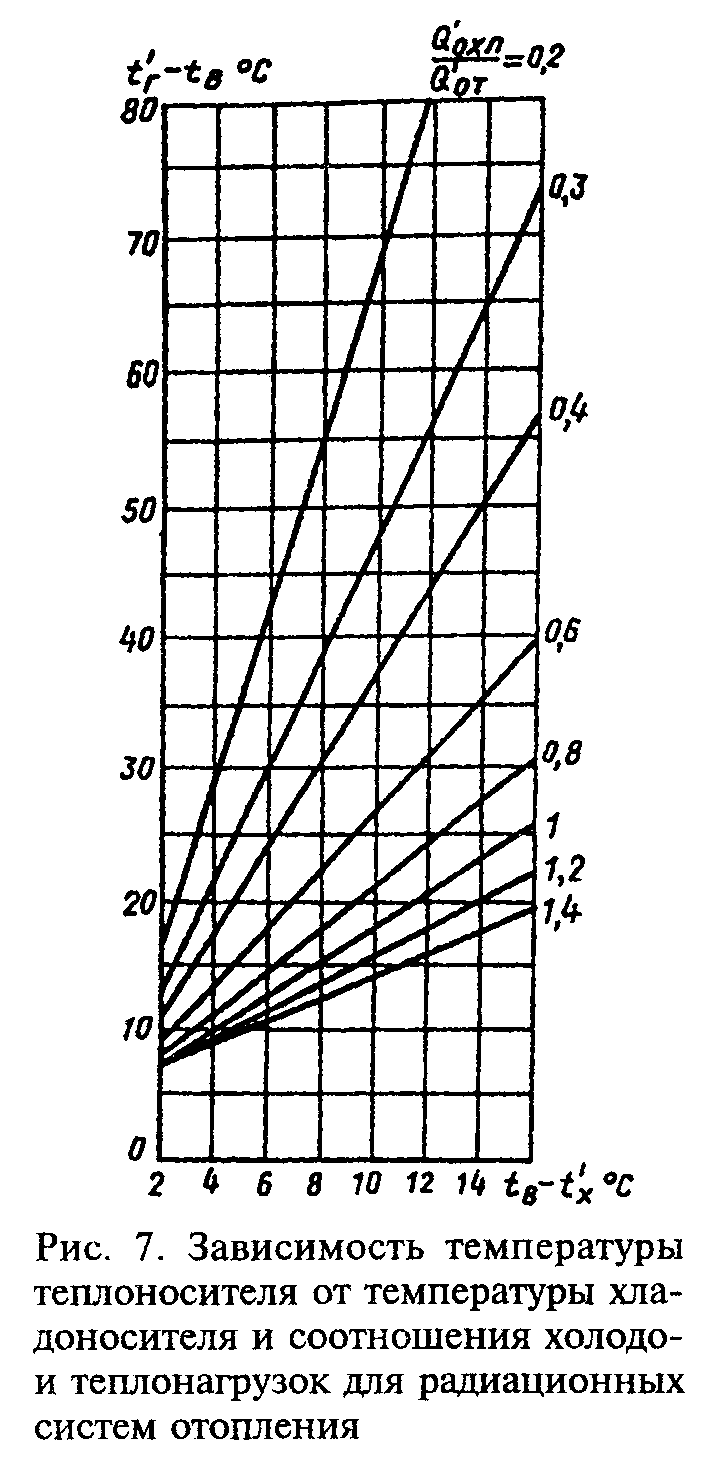 t'г-tв °C
Q'охл/Q'от=0,2
80
70
60
50
40
30
20
10
0
0,3
0,4
0,6
0,8
1
1,2
1,4
2 4 6 8 10 12 14 tв-t'х °C
Рис. 7. Зависимость температуры
теплоносителя от температуры хла-
доносителя и соотношения холодо-
и теплонагрузок для радиационных
систем отопления